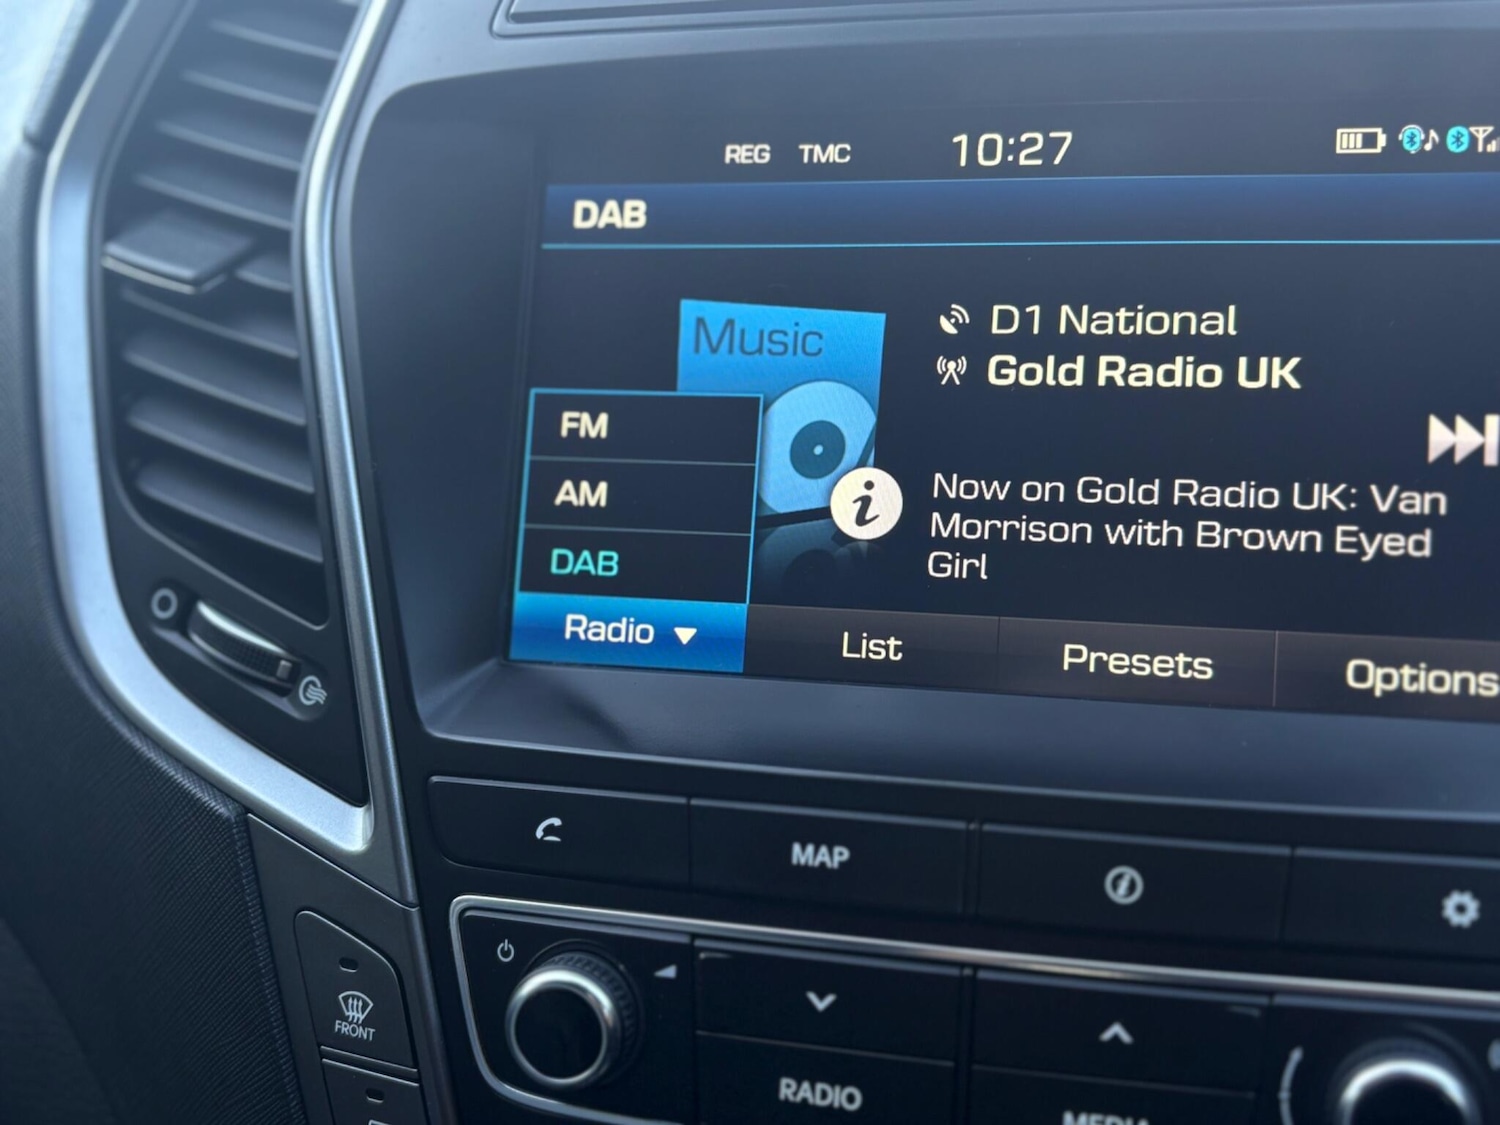 REG TMC 10:27
DAB
Music
D1 National
Gold Radio UK
FM
AM
DAB
Now on Gold Radio UK: Van
Morrison with Brown Eyed
Girl
Radio
List
Presets
Options
MAP
FRONT
RADIO
MEDIA